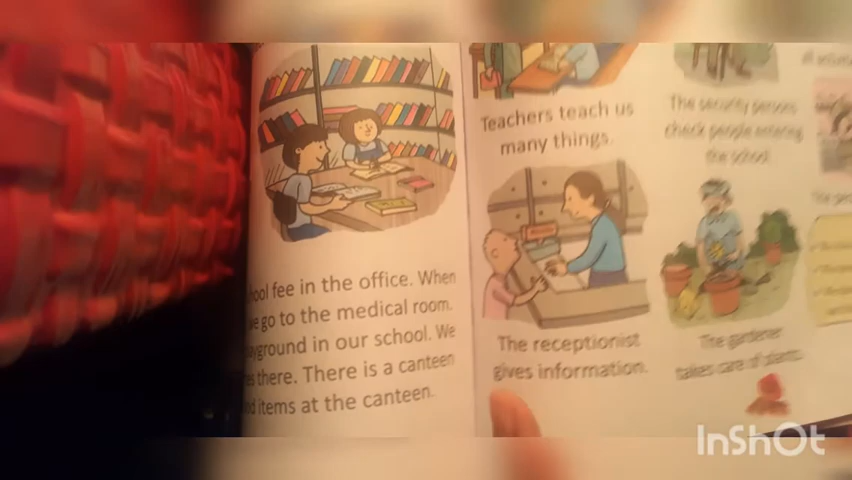 fee in the office. When
go to the medical room.
in our school. We
there. There is a canteen
items at the canteen.
Teachers teach us
many things.
The receptionist
gives information.
The security persons
check people entering
the school.
The gardener
takes care of plants.
InShOt